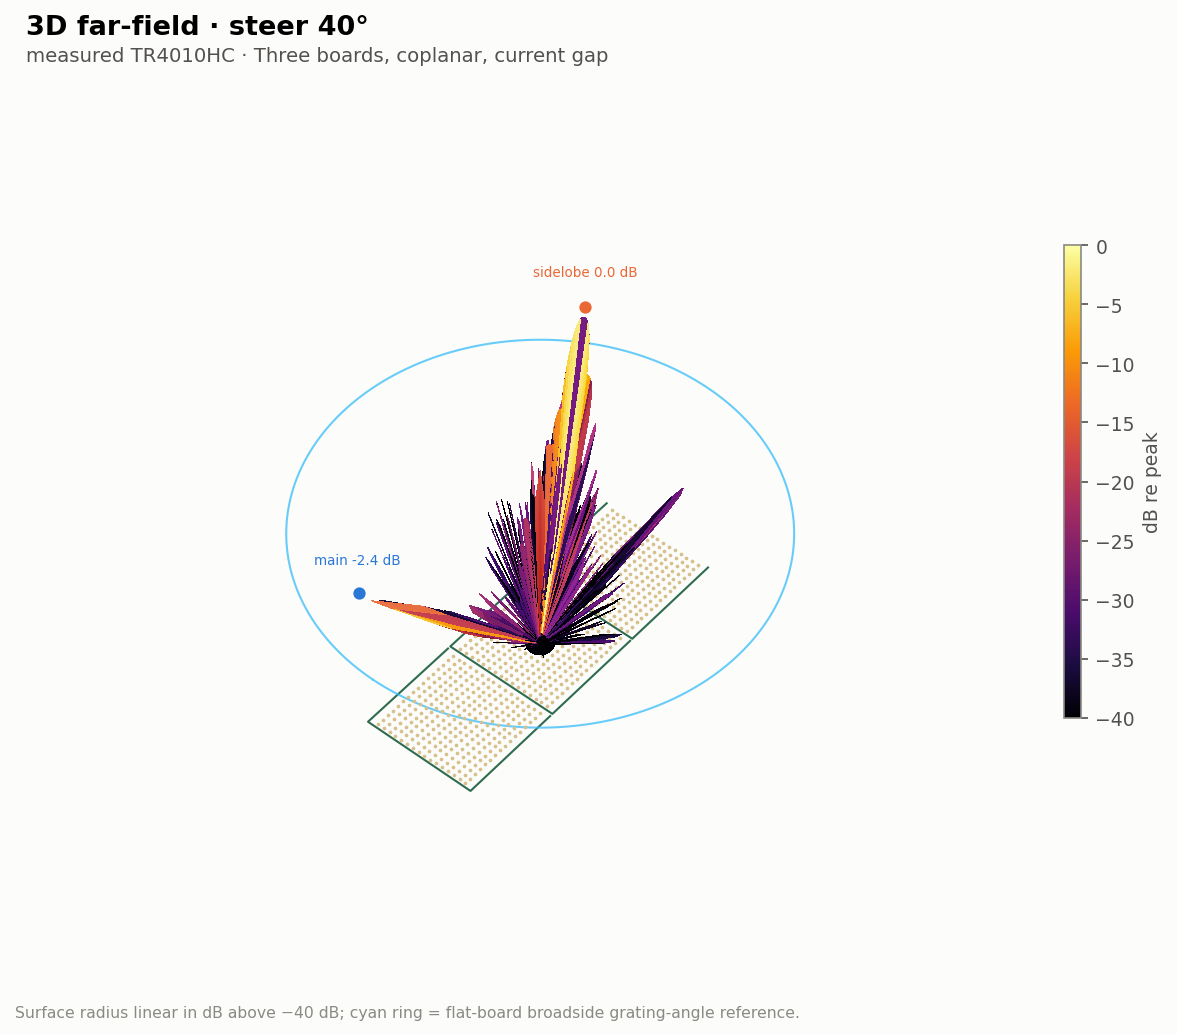 3D far-field · steer 40°
measured TR4010HC · Three boards, coplanar, current gap
sidelobe 0.0 dB
main -2.4 dB
0
−5
−10
−15
−20
−25
−30
−35
−40
dB re peak
Surface radius linear in dB above −40 dB; cyan ring = flat-board broadside grating-angle reference.